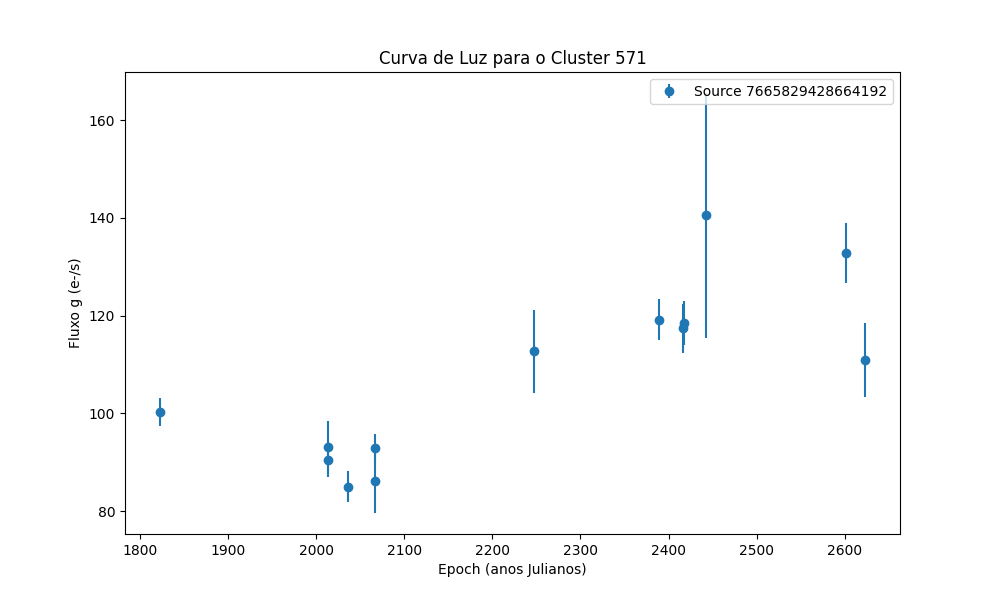 Curva de Luz para o Cluster 571
Source 7665829428664192
Fluxo g (e-/s)
160
140
120
100
80
1800 1900 2000 2100 2200 2300 2400 2500 2600
Epoch (anos Julianos)